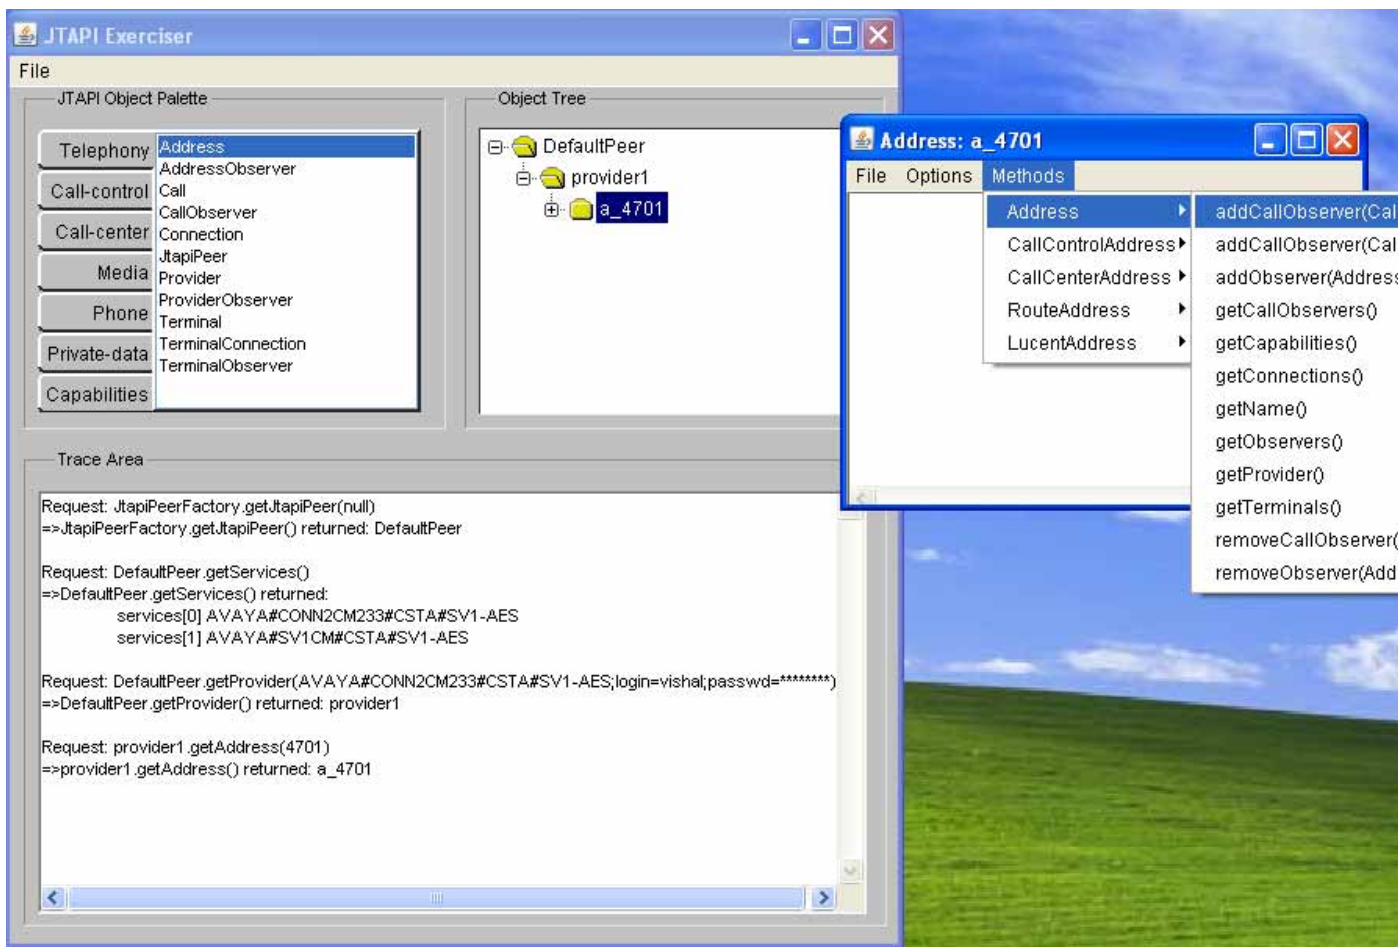 JTAPI Exerciser
File
JTAPI Object Palette
Telephony
Call-control
Call-center
Media
Phone
Private-data
Capabilities
Address
AddressObserver
Call
CallObserver
Connection
JtapiPeer
Provider
ProviderObserver
Terminal
TerminalConnection
TerminalObserver
Object Tree
DefaultPeer
provider1
a_4701
Trace Area
Request: JtapiPeerFactory.getJtapiPeer(null)
=>JtapiPeerFactory.getJtapiPeer() returned: DefaultPeer
Request: DefaultPeer.getServices()
=>DefaultPeer.getServices() returned:
services[0] AVAYA#CONN2CM233#CSTA#SV1-AES
services[1] AVAYA#SV1CM#CSTA#SV1-AES
Request: DefaultPeer.getProvider(AVAYA#CONN2CM233#CSTA#SV1-AES;login=vishal;passwd=********)
=>DefaultPeer.getProvider() returned: provider1
Request: provider1.getAddress(4701)
=>provider1.getAddress() returned: a_4701
Address: a_4701
File Options Methods
Address
CallControlAddress
CallCenterAddress
RouteAddress
LucentAddress
addCallObserver(Cal
addCallObserver(Cal
addObserver(Address
getCallObservers()
getCapabilities()
getConnections()
getName()
getObservers()
getProvider()
getTerminals()
removeCallObserver(
removeObserver(Add